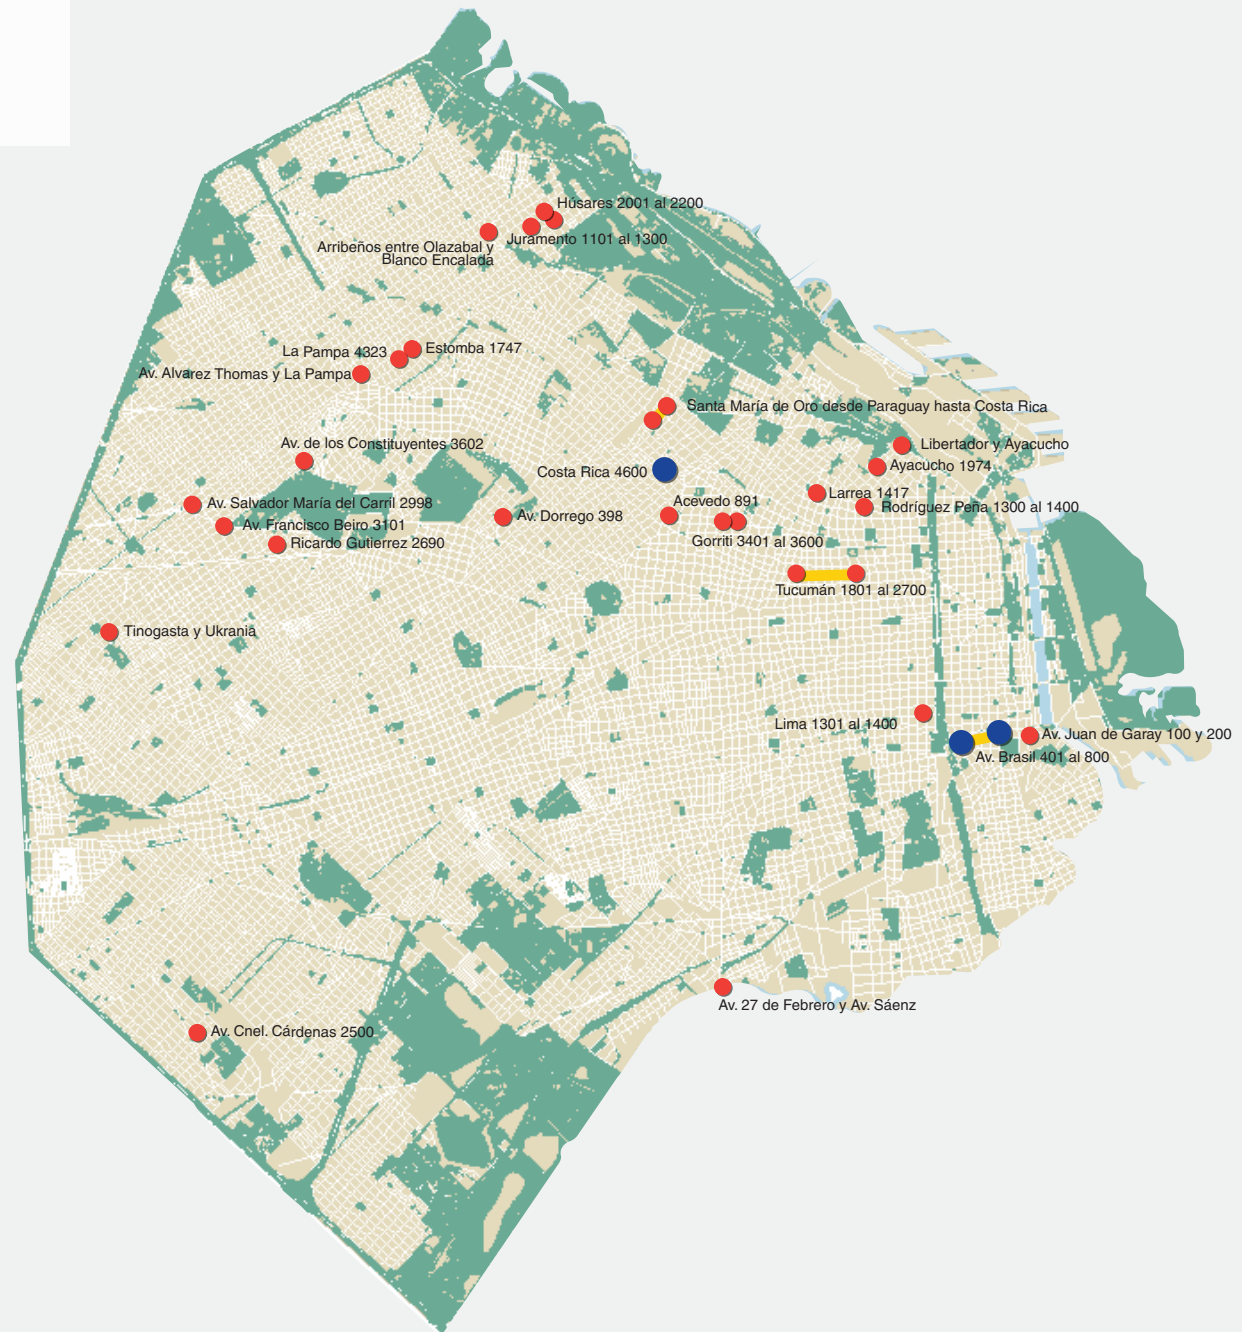 Húsares 2001 al 2200
Juramento 1101 al 1300
Arribeños entre Olazabal y
Blanco Encalada
La Pampa 4323
Estomba 1747
Av. Alvarez Thomas y La Pampa
Santa María de Oro desde Paraguay hasta Costa Rica
Av. de los Constituyentes 3602
Libertador y Ayacucho
Costa Rica 4600
Ayacucho 1974
Larrea 1417
Acevedo 891
Av. Salvador María del Carril 2998
Rodríguez Peña 1300 al 1400
Av. Dorrego 398
Av. Francisco Beiro 3101
Gorriti 3401 al 3600
Ricardo Gutierrez 2690
Tucumán 1801 al 2700
Tinogasta y Ukrania
Lima 1301 al 1400
Av. Juan de Garay 100 y 200
Av. Brasil 401 al 800
Av. 27 de Febrero y Av. Sáenz
Av. Cnel. Cárdenas 2500